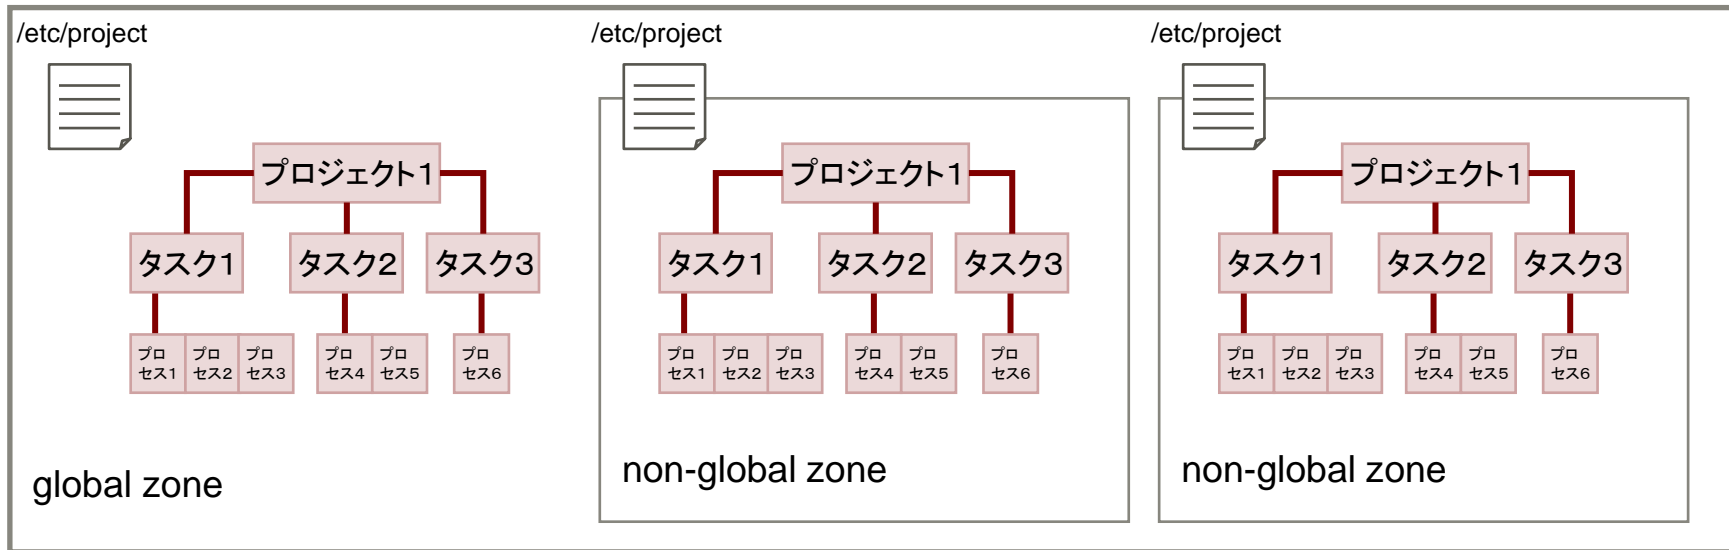 /etc/project
/etc/project
/etc/project
プロジェクト1
タスク1
タスク2
タスク3
プロ
セス1
プロ
セス2
プロ
セス3
プロ
セス4
プロ
セス5
プロ
セス6
global zone
プロジェクト1
タスク1
タスク2
タスク3
プロ
セス1
プロ
セス2
プロ
セス3
プロ
セス4
プロ
セス5
プロ
セス6
non-global zone
プロジェクト1
タスク1
タスク2
タスク3
プロ
セス1
プロ
セス2
プロ
セス3
プロ
セス4
プロ
セス5
プロ
セス6
non-global zone